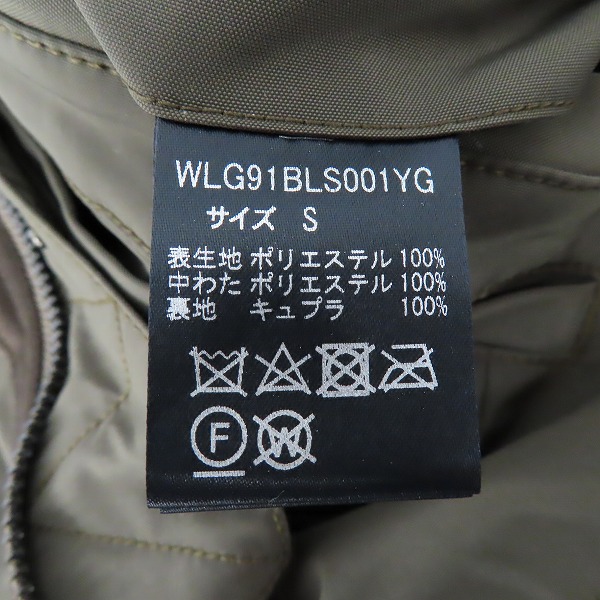 WLG91BLS001YG
サイズ S
表生地 ポリエステル 100%
中わた ポリエステル 100%
裏地 キュプラ 100%
F W